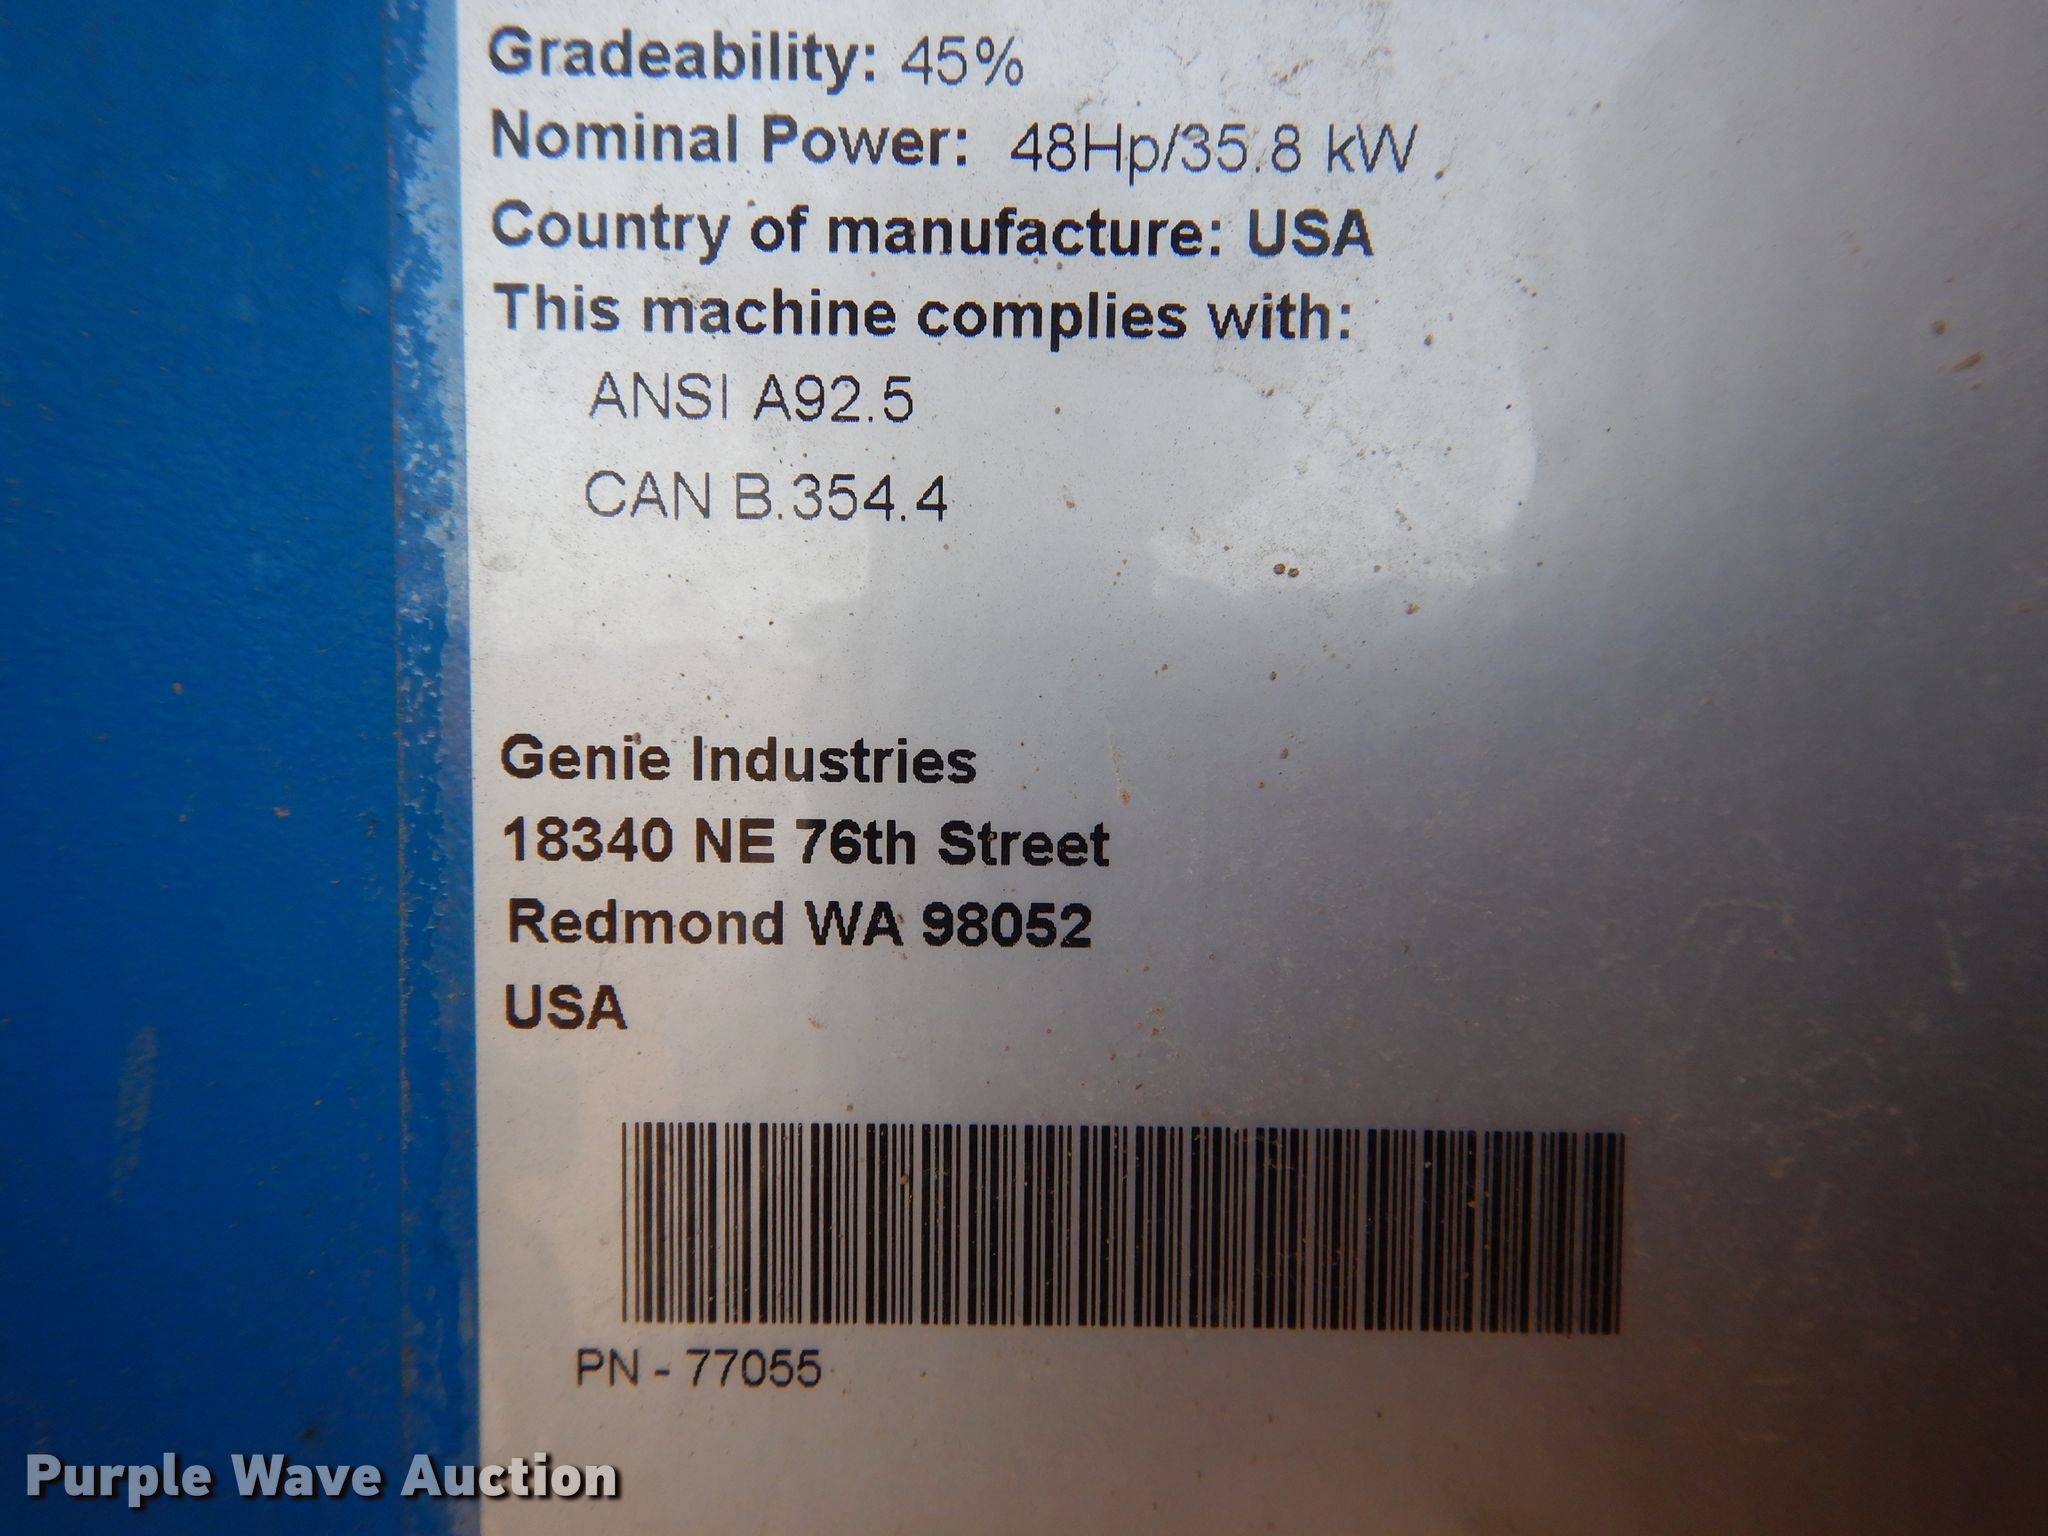 Gradeability: 45%
Nominal Power: 48Hp/35.8 kW
Country of manufacture: USA
This machine complies with:
ANSI A92.5
CAN B.354.4
Genie Industries
18340 NE 76th Street
Redmond WA 98052
USA
PN - 77055
Purple Wave Auction